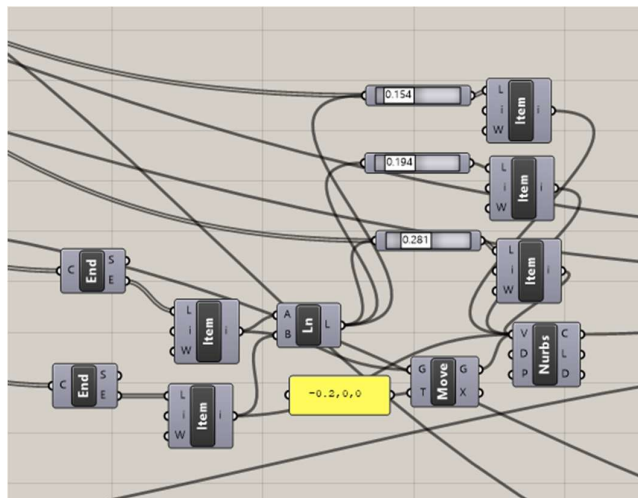 0.154
L
i
W
Item
i
0.194
L
i
W
Item
i
0.281
L
i
W
Item
i
C
End
S
E
L
i
W
Item
i
A
B
Ln
L
V
D
P
Nurbs
C
L
D
C
End
S
E
L
i
W
Item
i
-0.2,0,0
G
T
Move
G
X